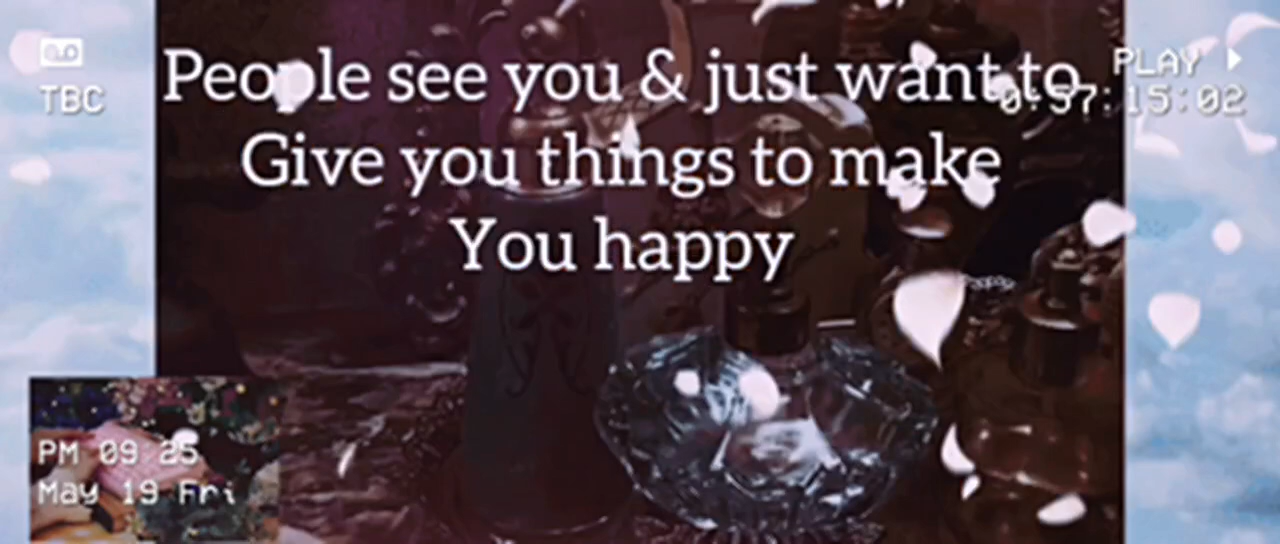 TBC
PLAY
0:57:15:02
People see you & just want to
Give you things to make
You happy
PM 09 25
May 19 Fri